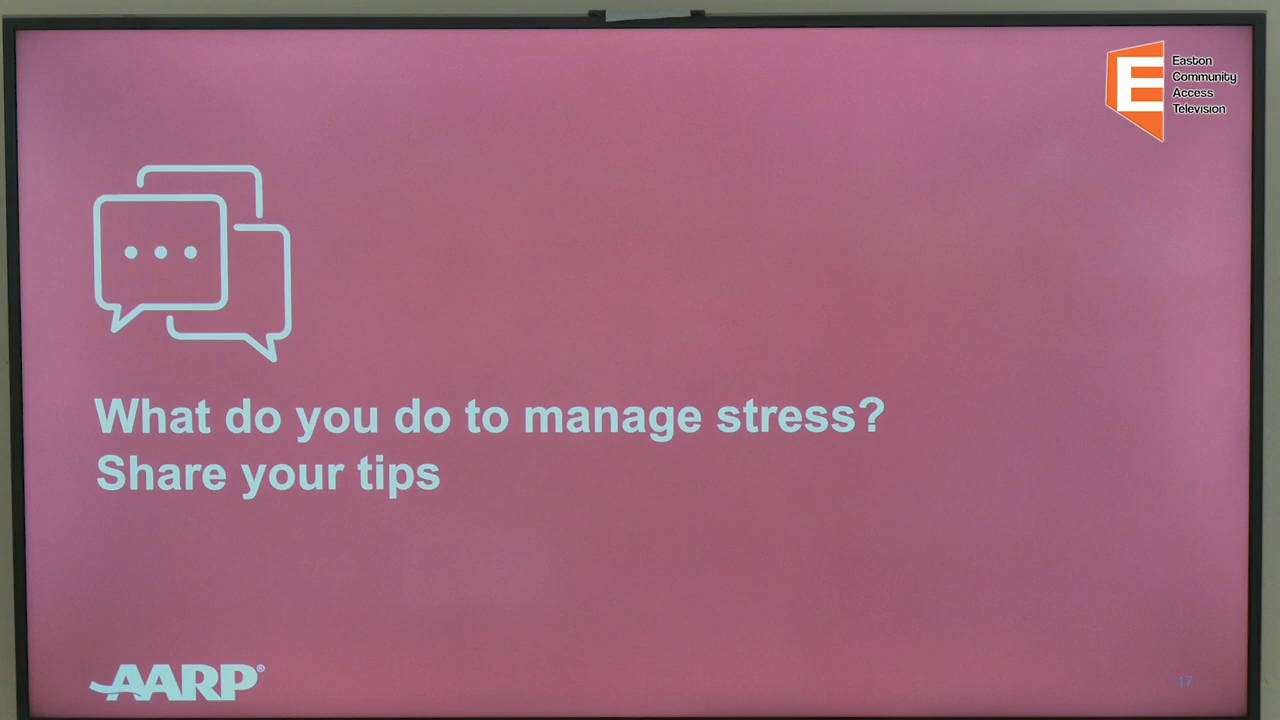 Easton
Community
Access
Television
What do you do to manage stress?
Share your tips
AARP®
17